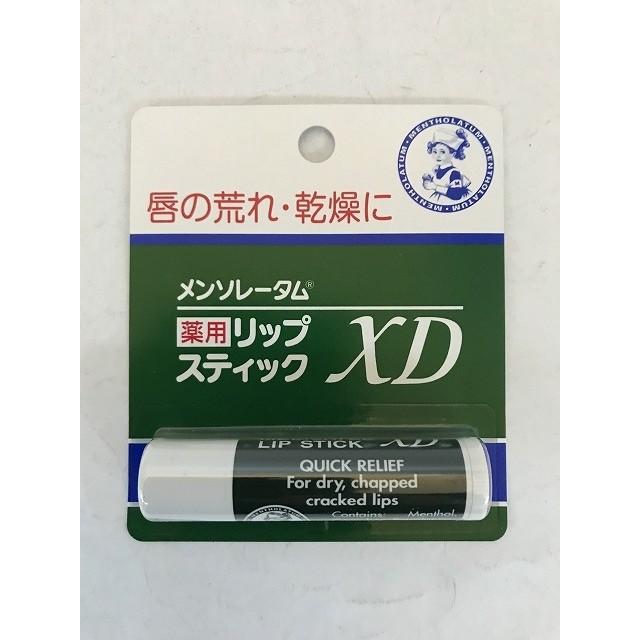 MENTHOLATUM · MENTHOLATUM · MENTHOLATUM ·
唇の荒れ・乾燥に
メンソレータム®
薬用リップ
スティック XD
LIP STICK XD
QUICK RELIEF
For dry, chapped
cracked lips
Contains: Menthol,
MENTHOLATUM